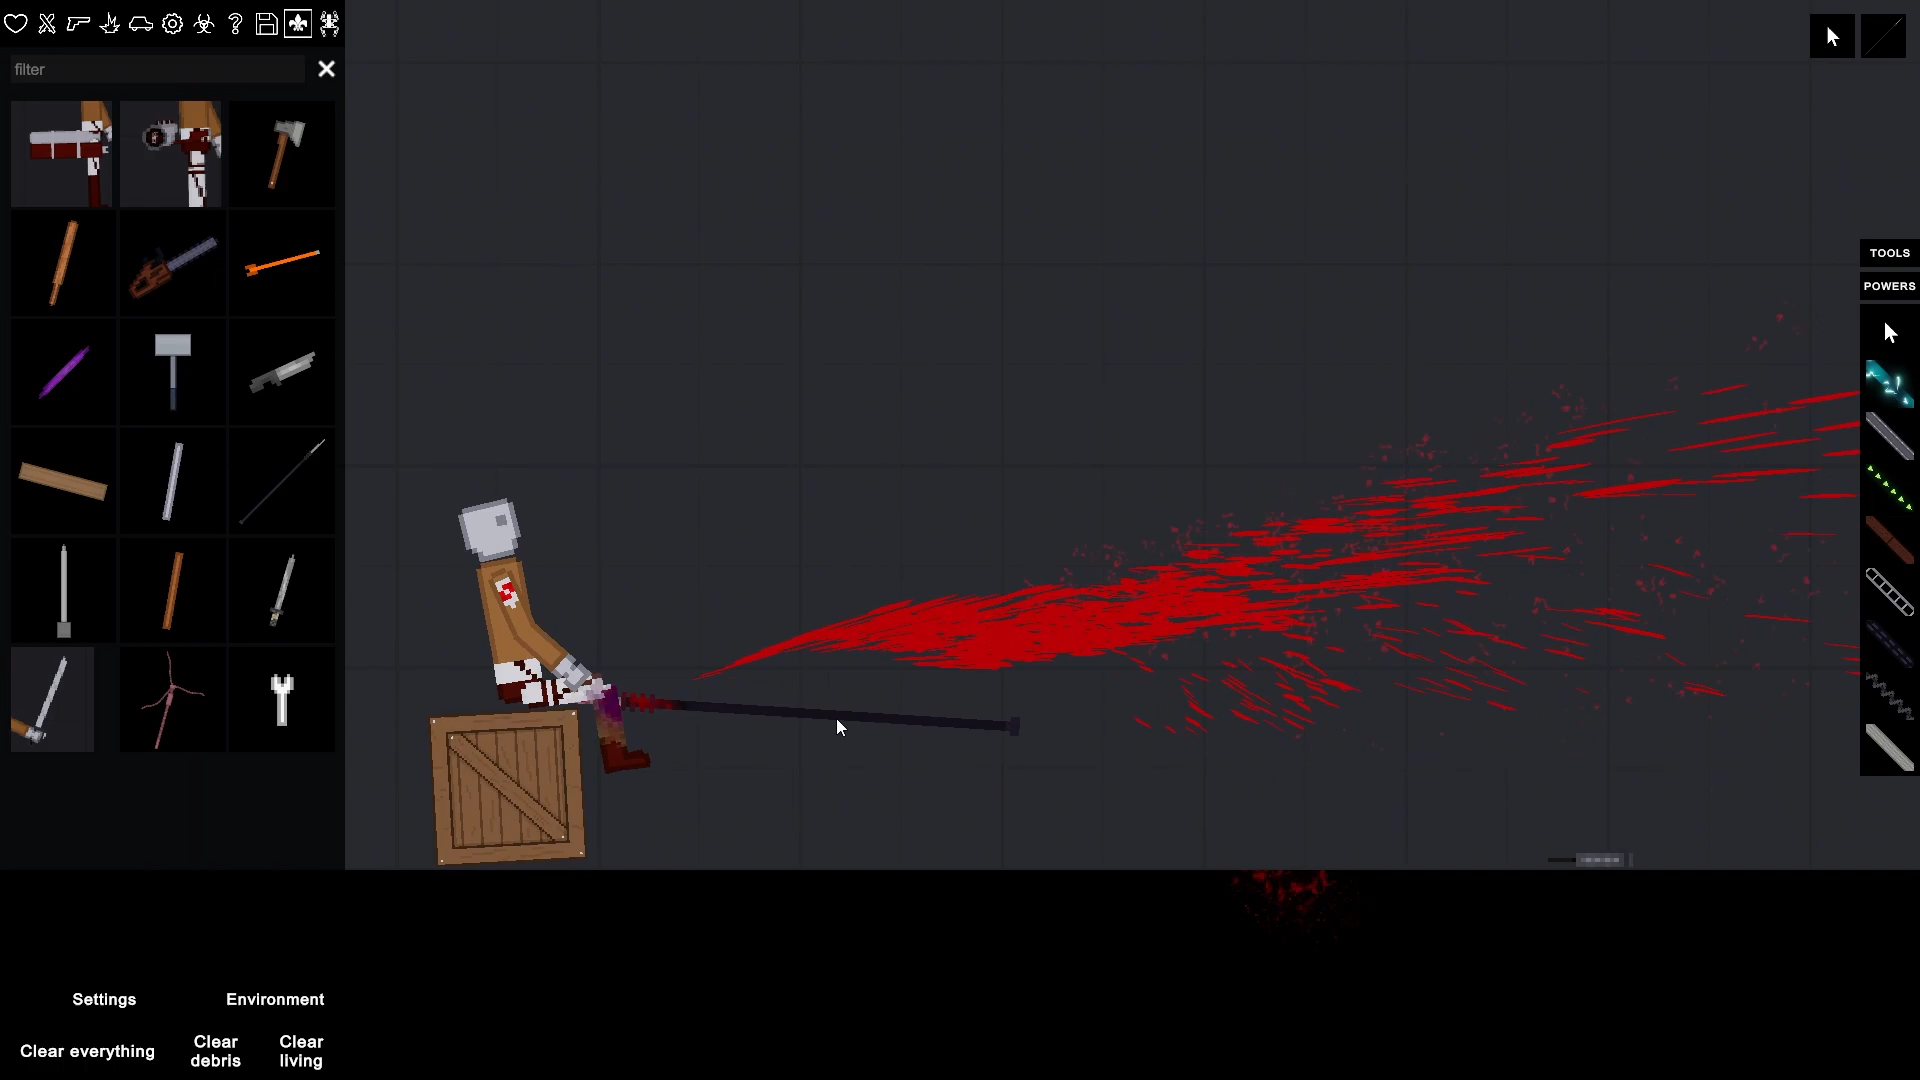 filter
TOOLS
POWERS
Settings
Environment
Clear everything
Clear
debris
Clear
living